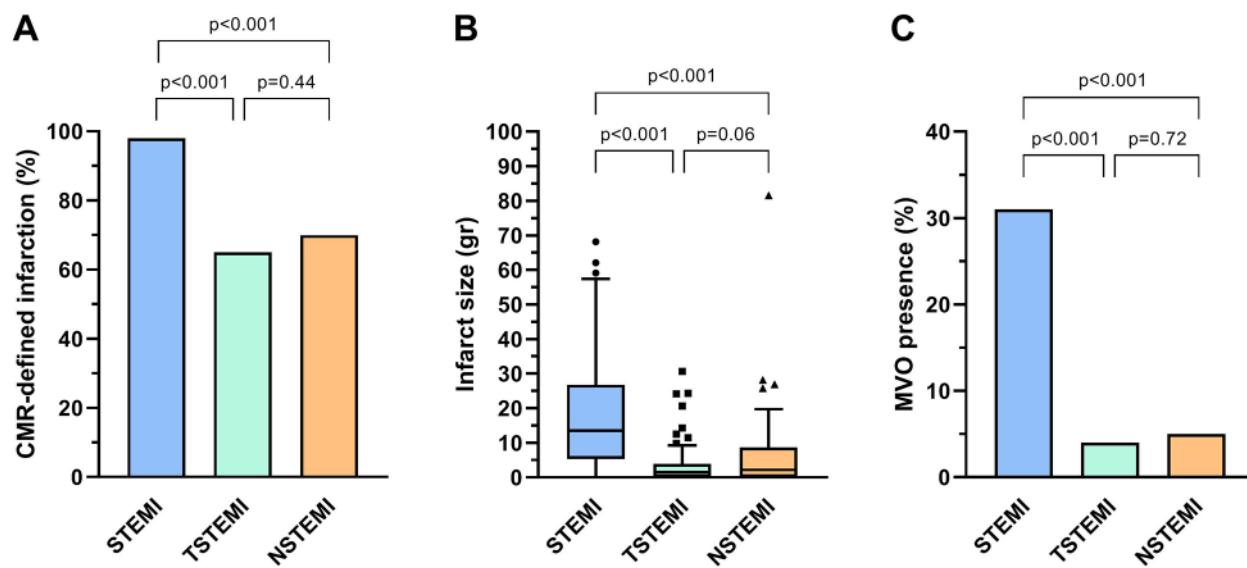 A
p<0.001
p<0.001
p=0.44
CMR-defined infarction (%)
100
80
60
40
20
0
STEMI
TSTEMI
NSTEMI
B
p<0.001
p<0.001
p=0.06
Infarct size (gr)
100
90
80
70
60
50
40
30
20
10
0
STEMI
TSTEMI
NSTEMI
C
p<0.001
p<0.001
p=0.72
MVO presence (%)
40
30
20
10
0
STEMI
TSTEMI
NSTEMI